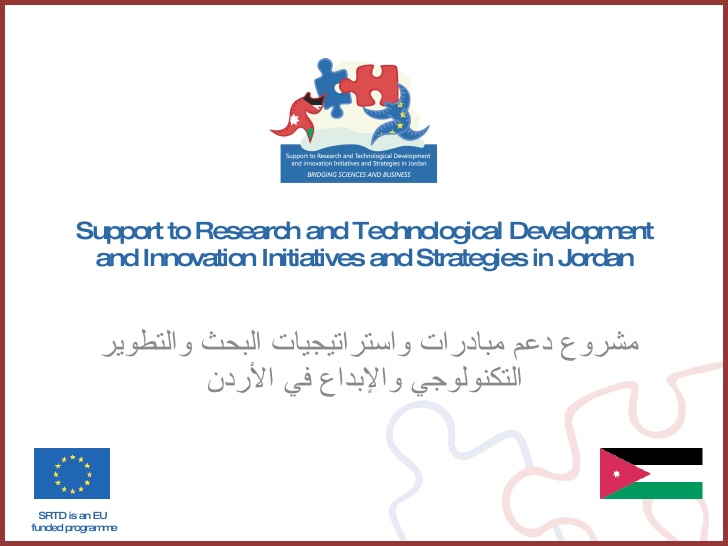 Support to Research and Technological Development
and innovation Initiatives and Strategies in Jordan
BRIDGING SCIENCES AND BUSINESS
Support to Research and Technological Development
and Innovation Initiatives and Strategies in Jordan
مشروع دعم مبادرات واستراتيجيات البحث والتطوير
التكنولوجي والإبداع في الأردن
SRTD is an EU
funded programme